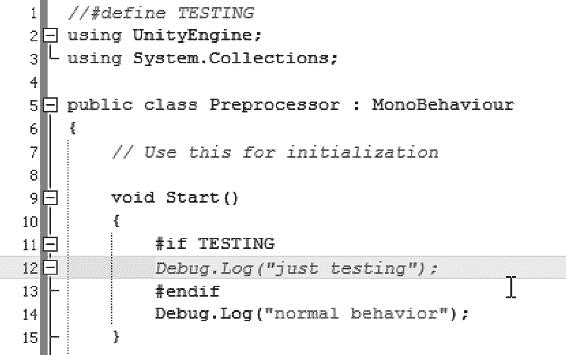 1 //#define TESTING
2 using UnityEngine;
3 using System.Collections;
4
5 public class Preprocessor : MonoBehaviour
6 {
7 // Use this for initialization
8
9 void Start()
10 {
11 #if TESTING
12 Debug.Log("just testing");
13 #endif
14 Debug.Log("normal behavior");
15 }